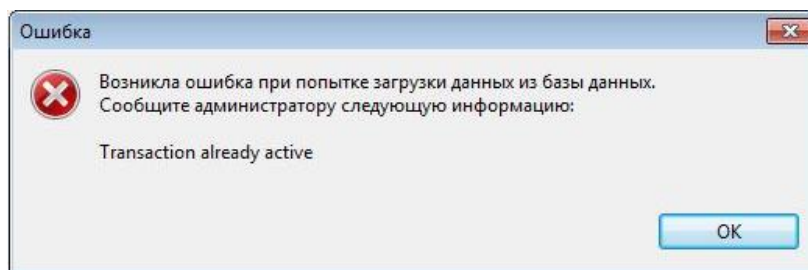 Ошибка
Возникла ошибка при попытке загрузки данных из базы данных.
Сообщите администратору следующую информацию:
Transaction already active
OK